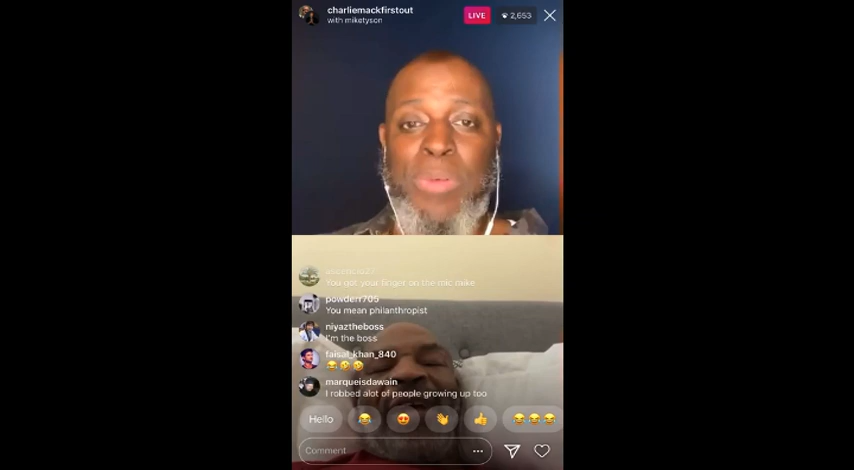 charliemackfirstout
with miketyson
LIVE
2,653
You got your finger on the mic mike
powderr705
You mean philanthropist
niyaztheboss
I'm the boss
faisal_khan_840
😂🤣🤣
marqueisdawain
I robbed alot of people growing up too
Hello
Comment